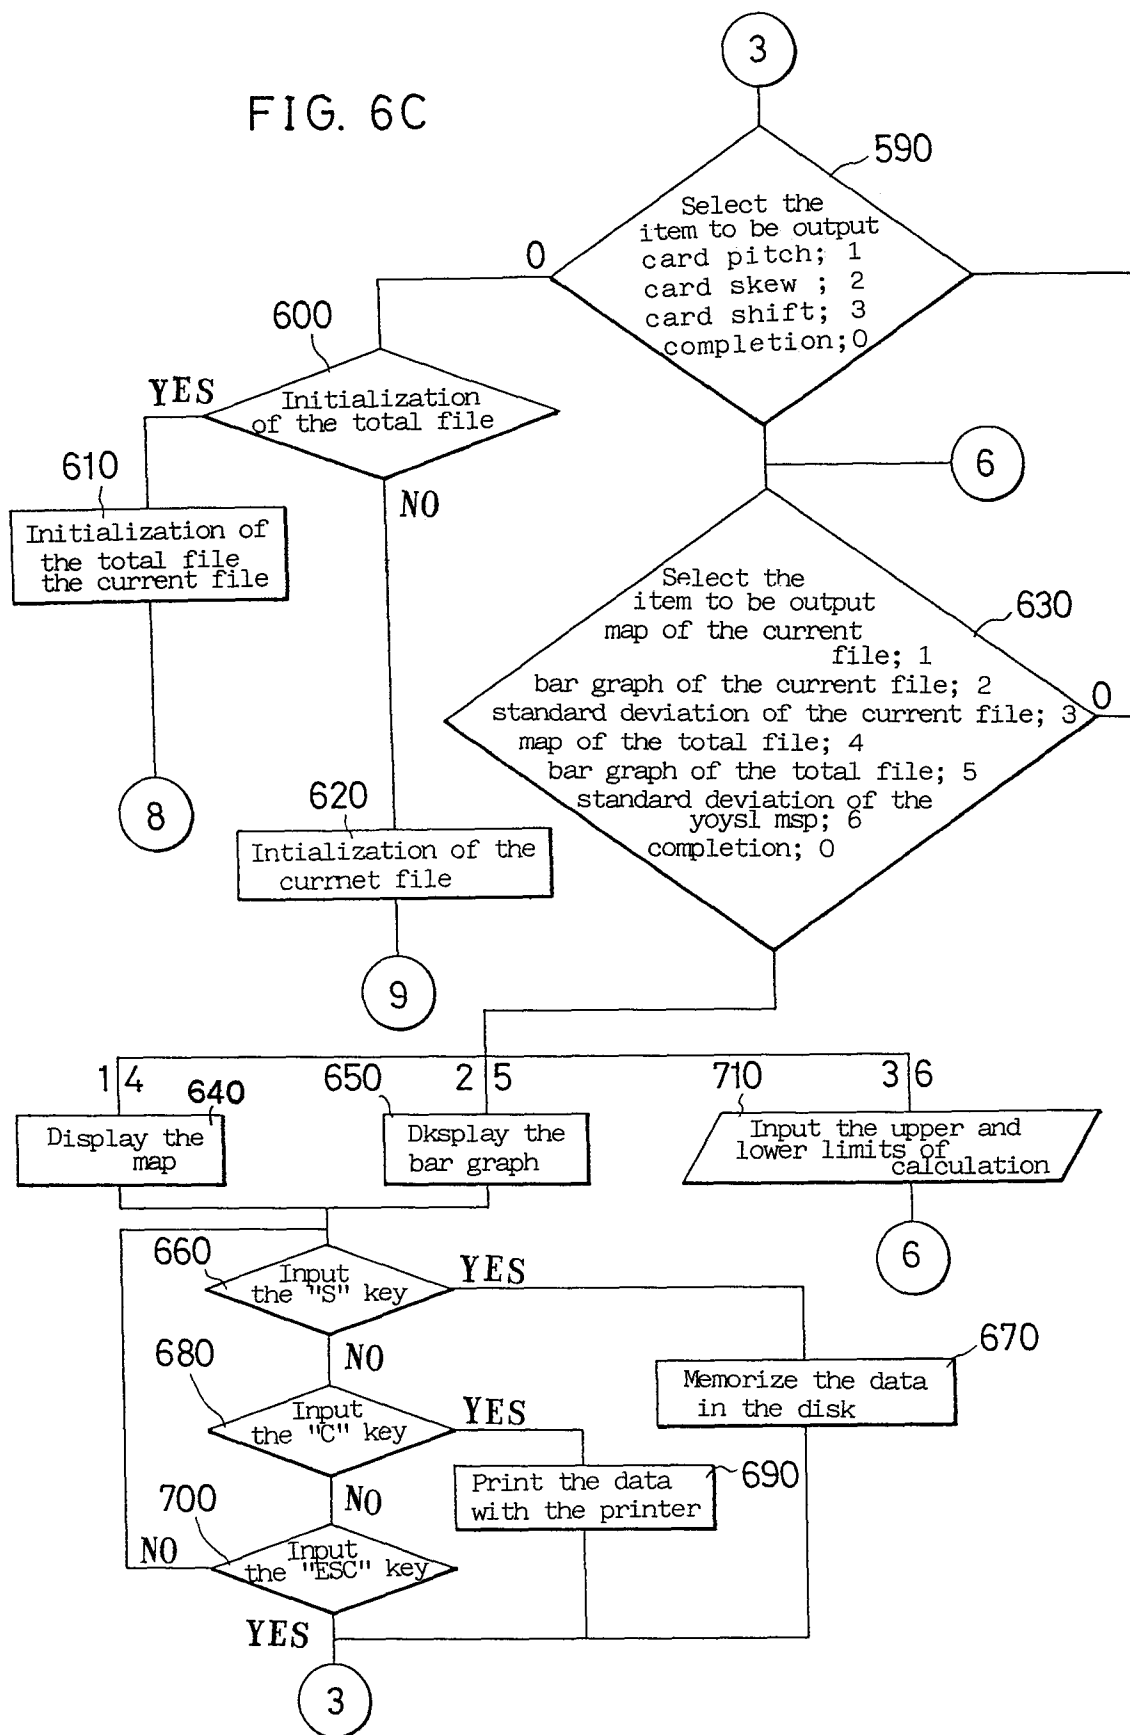 3
FIG. 6C
590
Select the
item to be output
card pitch; 1
card skew ; 2
card shift; 3
completion;0
0
600
YES
Initialization
of the total file
NO
6
610
Initialization of
the total file
the current file
8
620
Intialization of the
currnet file
9
630
Select the
item to be output
map of the current
file; 1
bar graph of the current file; 2
standard deviation of the current file; 3
map of the total file; 4
bar graph of the total file; 5
standard deviation of the
yoysl msp; 6
completion; 0
0
1 4
640
Display the
map
650
2 5
Dksplay the
bar graph
710
3 6
Input the upper and
lower limits of
calculation
6
660
Input
the "S" key
YES
NO
670
Memorize the data
in the disk
680
Input
the "C" key
YES
NO
690
Print the data
with the printer
700
Input
the "ESC" key
NO
YES
3